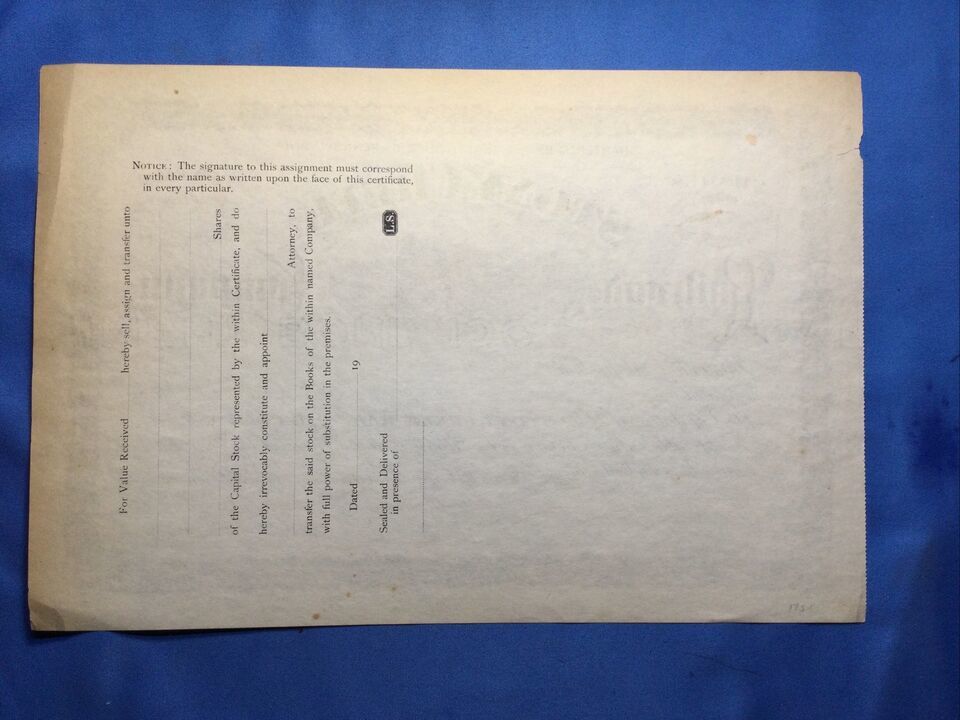 NOTICE: The signature to this assignment must correspond
with the name as written upon the face of this certificate,
in every particular.
For Value Received hereby sell, assign and transfer unto
Shares
of the Capital Stock represented by the within Certificate, and do
hereby irrevocably constitute and appoint
Attorney, to
transfer the said stock on the Books of the within named Company,
with full power of substitution in the premises.
Dated 19
L.S.
Sealed and Delivered
in presence of